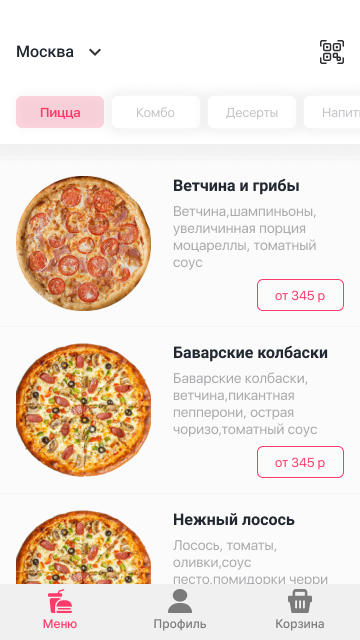 Москва
Пицца
Комбо
Десерты
Ветчина и грибы
Ветчина,шампиньоны,
увеличинная порция
моцареллы, томатный
соус
от 345 р
Баварские колбаски
Баварские колбаски,
ветчина,пикантная
пепперони, острая
чоризо,томатный соус
от 345 р
Нежный лосось
Лосось, томаты,
оливки,соус
песто,помидорки черри
Меню
Профиль
Корзина